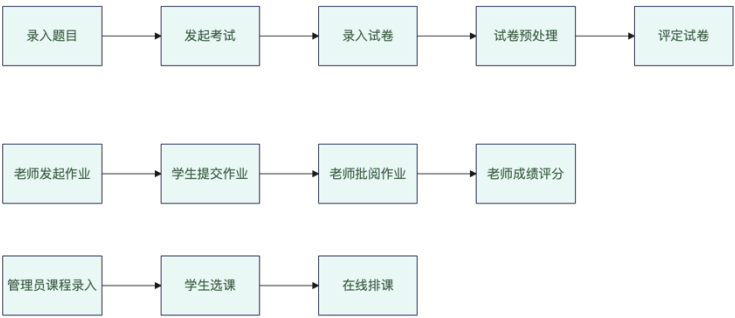 录入题目
发起考试
录入试卷
试卷预处理
评定试卷
老师发起作业
学生提交作业
老师批阅作业
老师成绩评分
管理员课程录入
学生选课
在线排课